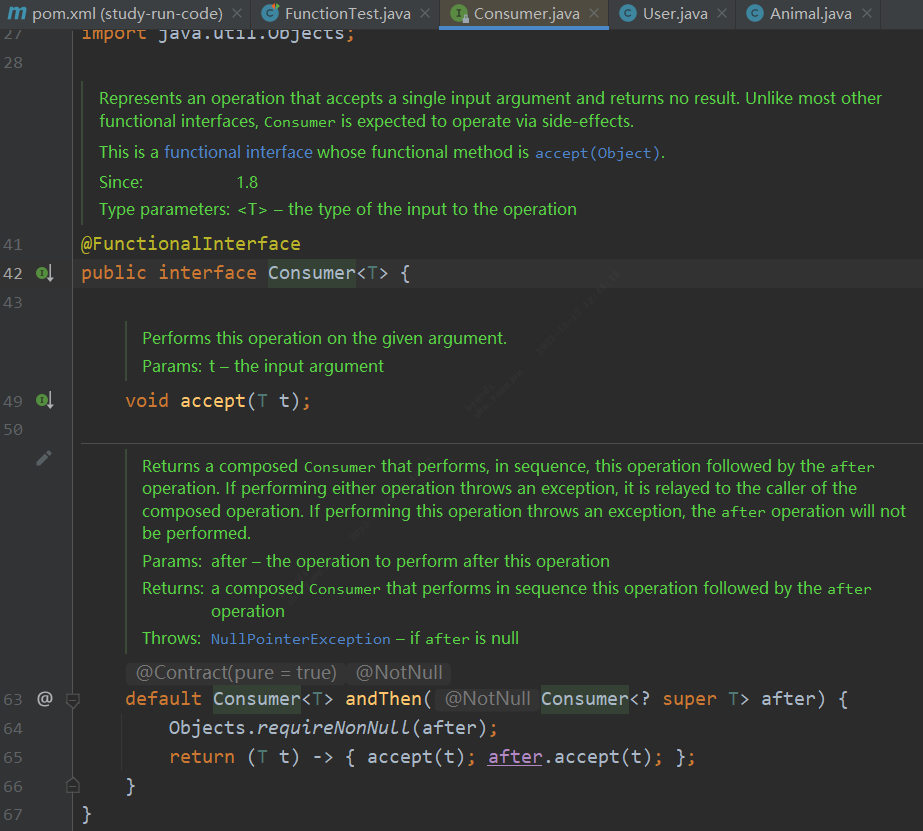 m pom.xml (study-run-code) × C FunctionTest.java × I Consumer.java × C User.java × C Animal.java ×
27 import java.util.Objects;
28
Represents an operation that accepts a single input argument and returns no result. Unlike most other
functional interfaces, Consumer is expected to operate via side-effects.
This is a functional interface whose functional method is accept(Object).
Since: 1.8
Type parameters: <T> – the type of the input to the operation
41 @FunctionalInterface
42 public interface Consumer<T> {
43
Performs this operation on the given argument.
Params: t – the input argument
49 void accept(T t);
50
Returns a composed Consumer that performs, in sequence, this operation followed by the after
operation. If performing either operation throws an exception, it is relayed to the caller of the
composed operation. If performing this operation throws an exception, the after operation will not
be performed.
Params: after – the operation to perform after this operation
Returns: a composed Consumer that performs in sequence this operation followed by the after
operation
Throws: NullPointerException – if after is null
@Contract(pure = true) @NotNull
63 @ default Consumer<T> andThen( @NotNull Consumer<? super T> after) {
64 Objects.requireNonNull(after);
65 return (T t) -> { accept(t); after.accept(t); };
66 }
67 }